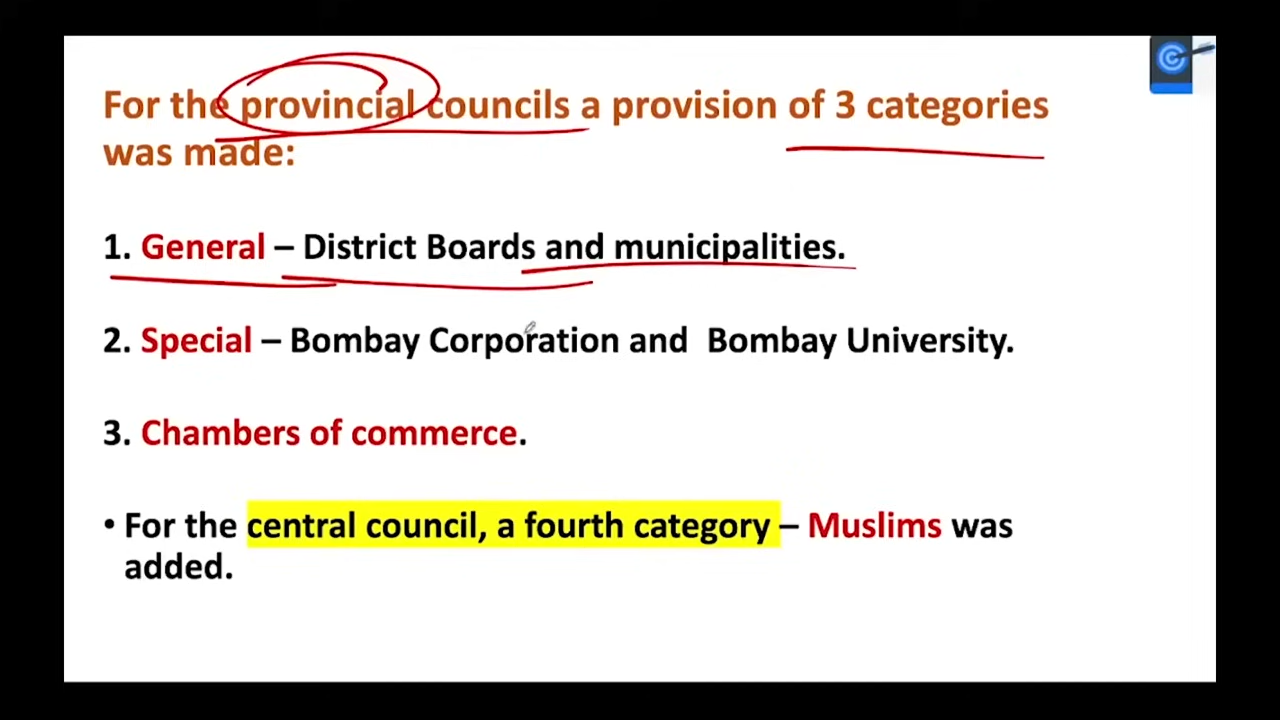 For the provincial councils a provision of 3 categories
was made:
1. General – District Boards and municipalities.
2. Special – Bombay Corporation and Bombay University.
3. Chambers of commerce.
• For the central council, a fourth category – Muslims was
added.